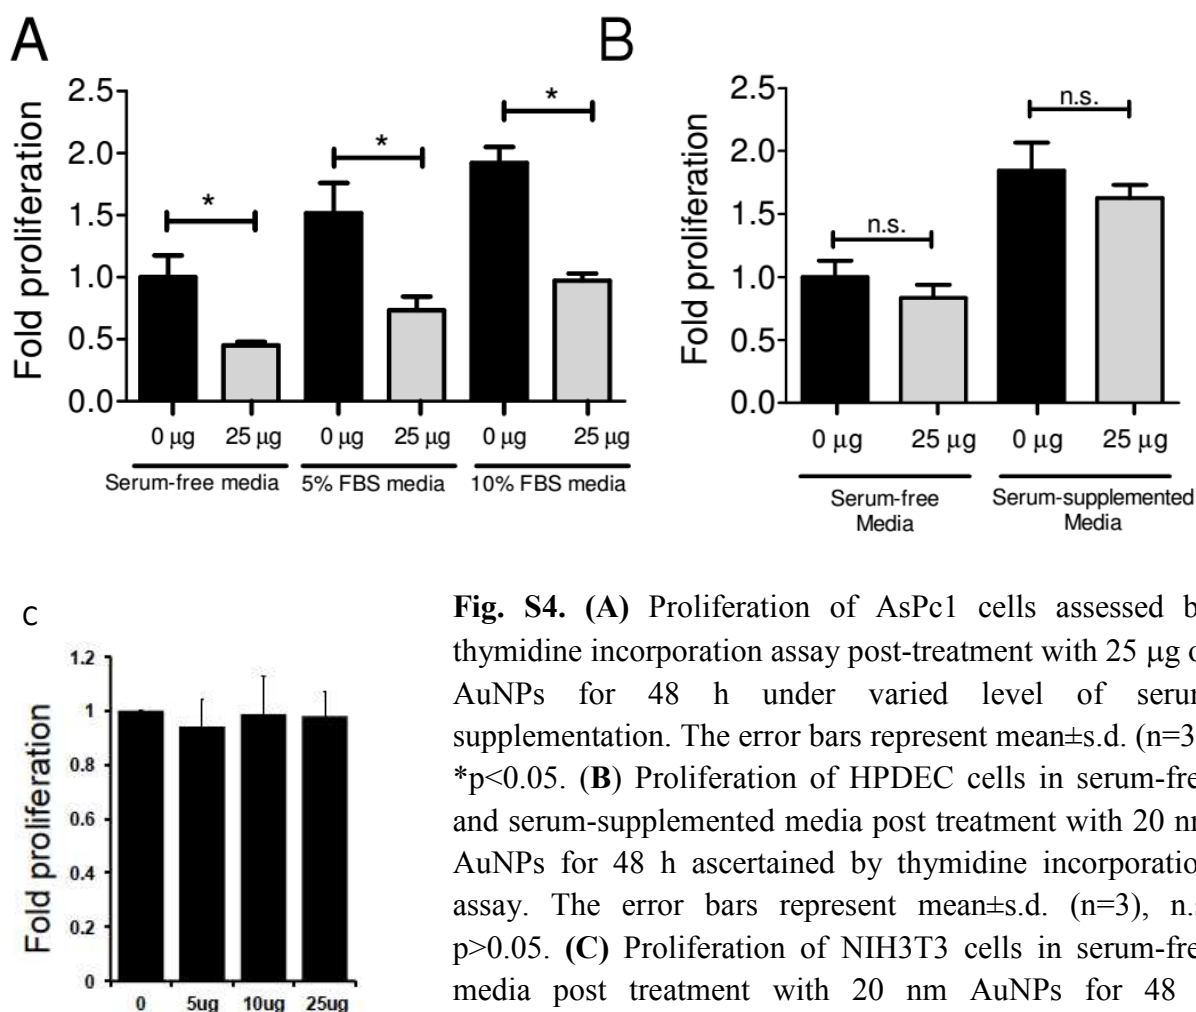 A
Fold proliferation
2.5
2.0
1.5
1.0
0.5
0.0
*
*
*
0 μg 25 μg 0 μg 25 μg 0 μg 25 μg
Serum-free media 5% FBS media 10% FBS media
B
Fold proliferation
2.5
2.0
1.5
1.0
0.5
0.0
n.s.
n.s.
0 μg 25 μg 0 μg 25 μg
Serum-free Serum-supplemented
Media Media
C
Fold proliferation
1.2
1
0.8
0.6
0.4
0.2
0
0 5ug 10ug 25ug
Fig. S4. (A) Proliferation of AsPc1 cells assessed b
thymidine incorporation assay post-treatment with 25 μg o
AuNPs for 48 h under varied level of serum
supplementation. The error bars represent mean±s.d. (n=3
*p<0.05. (B) Proliferation of HPDEC cells in serum-fre
and serum-supplemented media post treatment with 20 nm
AuNPs for 48 h ascertained by thymidine incorporatio
assay. The error bars represent mean±s.d. (n=3), n.s
p>0.05. (C) Proliferation of NIH3T3 cells in serum-fre
media post treatment with 20 nm AuNPs for 48